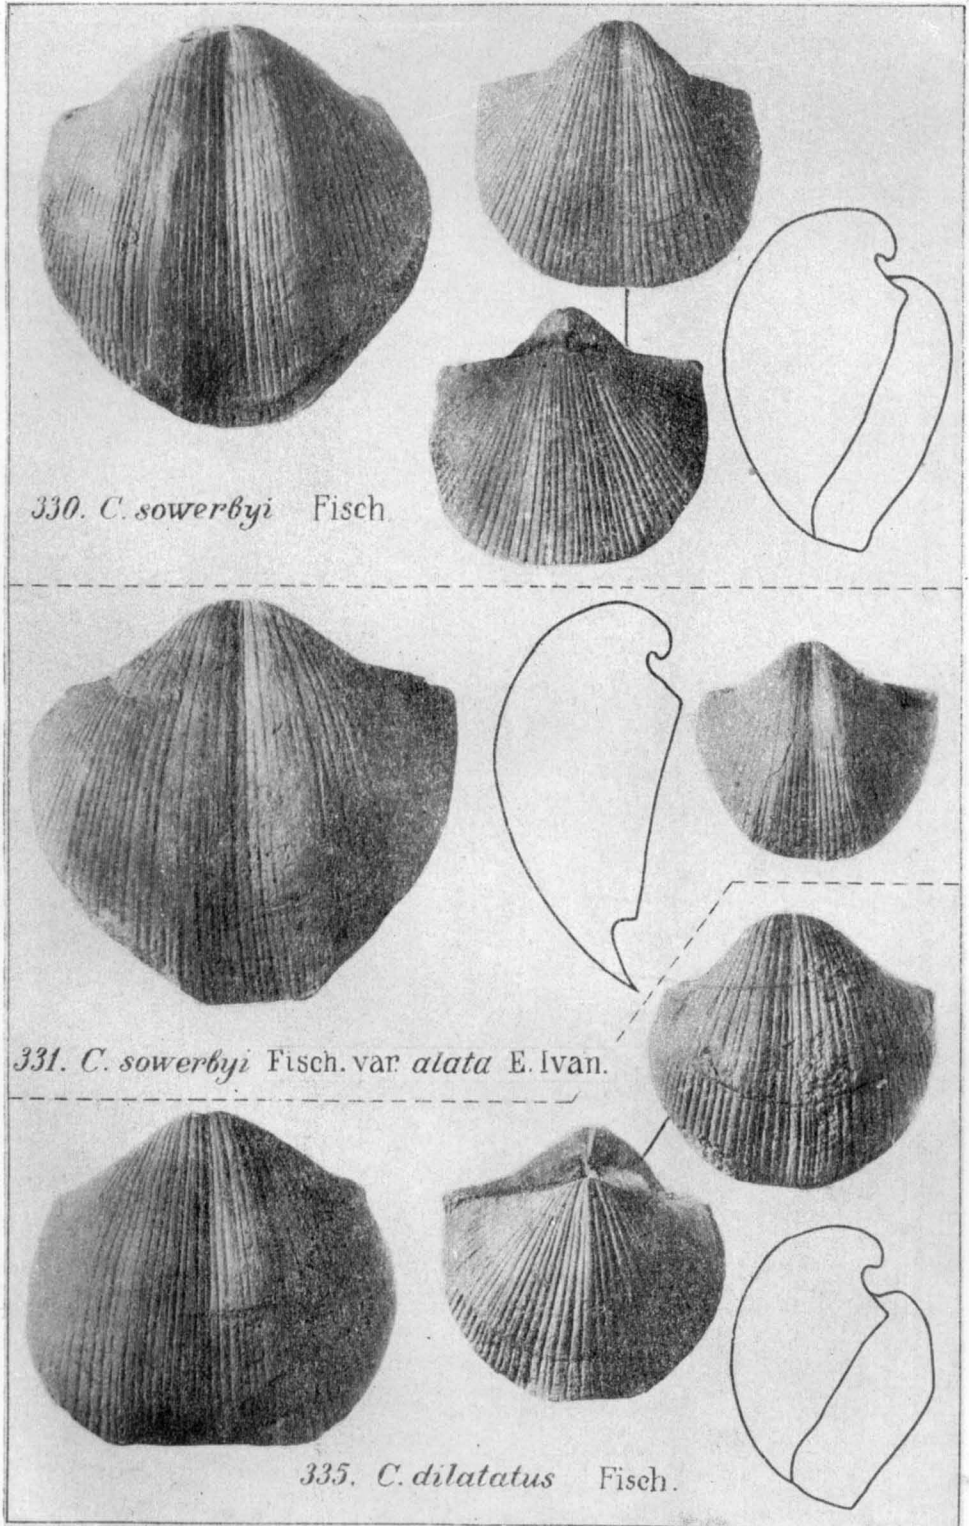 330. C. sowerbyi Fisch
331. C. sowerbyi Fisch. var. alata E. Ivan.
335. C. dilatatus Fisch.